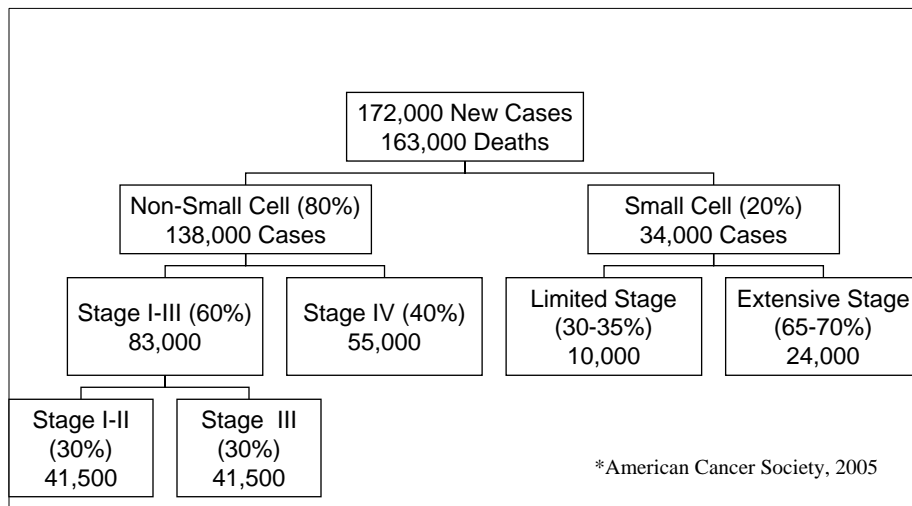 172,000 New Cases
163,000 Deaths
Non-Small Cell (80%)
138,000 Cases
Small Cell (20%)
34,000 Cases
Stage I-III (60%)
83,000
Stage IV (40%)
55,000
Limited Stage
(30-35%)
10,000
Extensive Stage
(65-70%)
24,000
Stage I-II
(30%)
41,500
Stage III
(30%)
41,500
*American Cancer Society, 2005